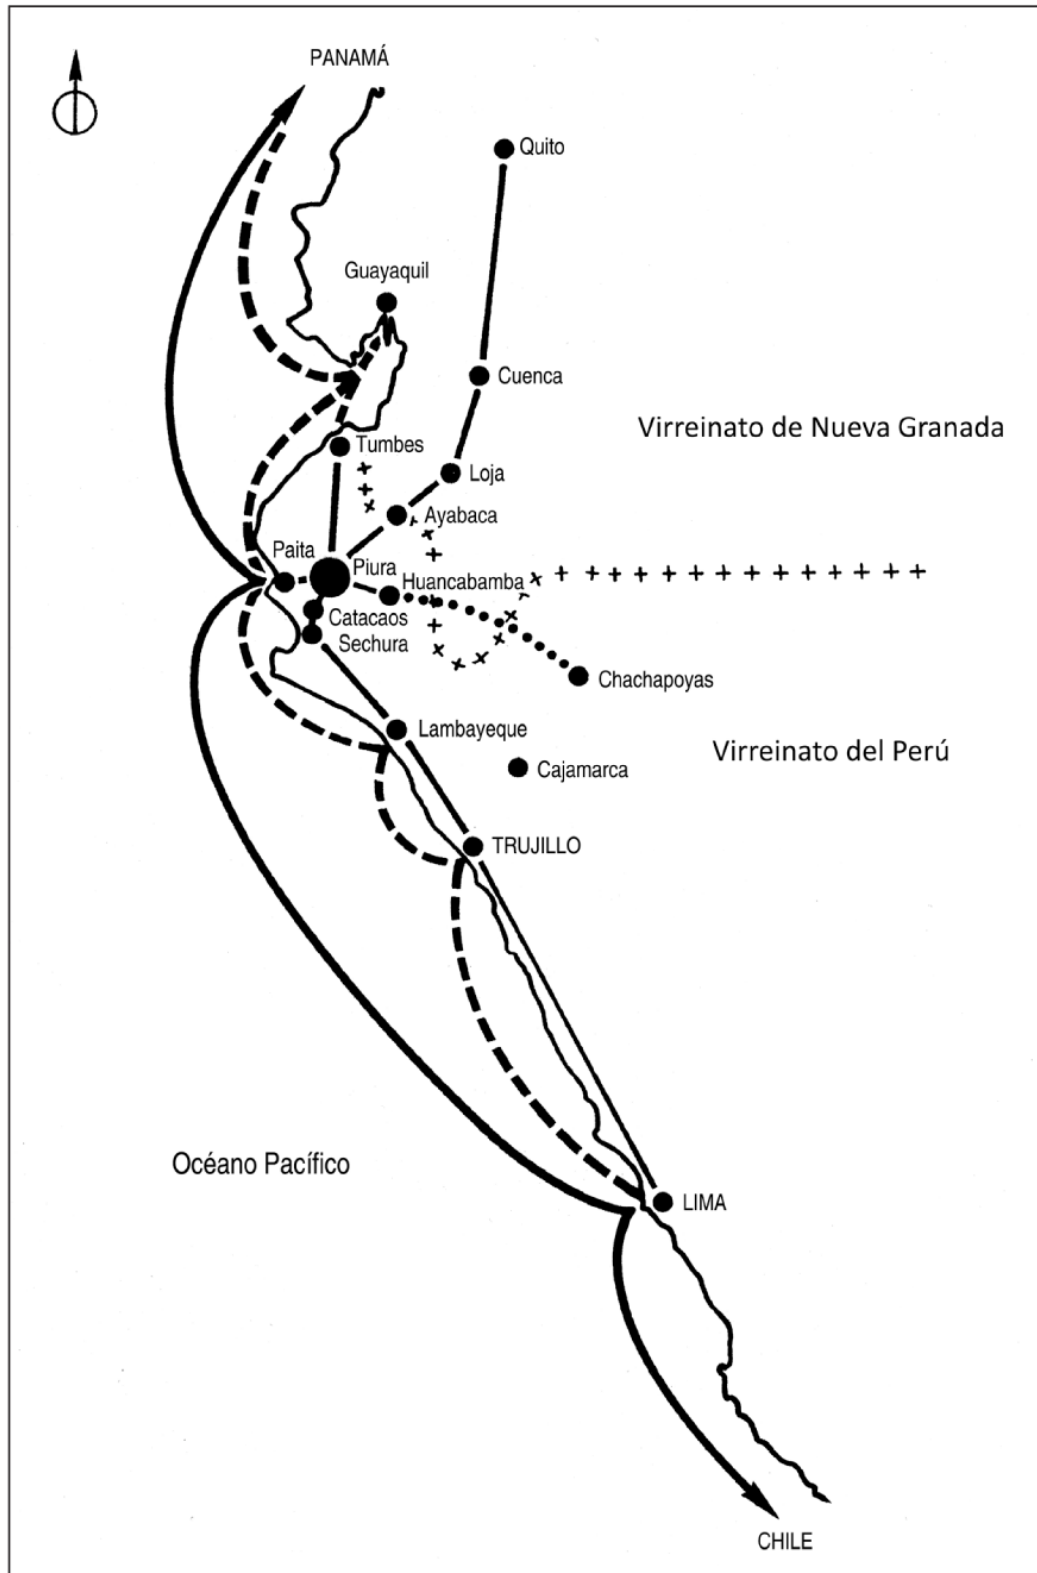 PANAMÁ
Quito
Guayaquil
Cuenca
Virreinato de Nueva Granada
Tumbes
Loja
Ayabaca
Paita
Piura
Huancabamba
Catacaos
Sechura
Chachapoyas
Lambayeque
Virreinato del Perú
Cajamarca
TRUJILLO
Océano Pacífico
LIMA
CHILE